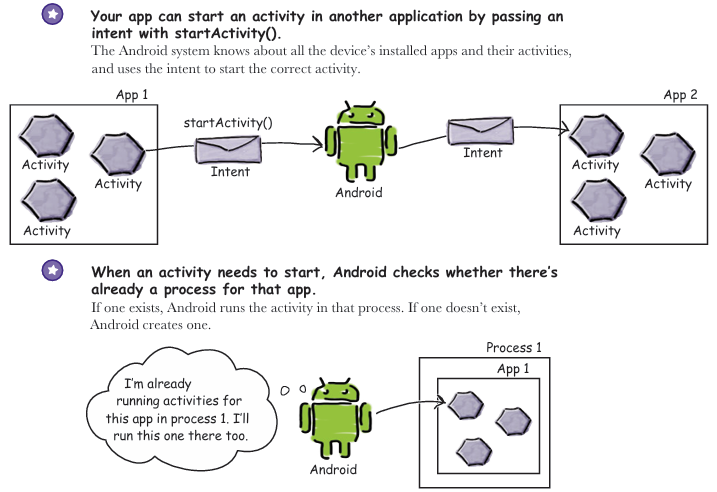 Your app can start an activity in another application by passing an
intent with startActivity().
The Android system knows about all the device's installed apps and their activities,
and uses the intent to start the correct activity.
App 1
App 2
startActivity()
Activity
Activity
Activity
Intent
Android
Intent
Activity
Activity
Activity
When an activity needs to start, Android checks whether there's
already a process for that app.
If one exists, Android runs the activity in that process. If one doesn't exist,
Android creates one.
Process 1
App 1
I'm already
running activities for
this app in process 1. I'll
run this one there too.
Android